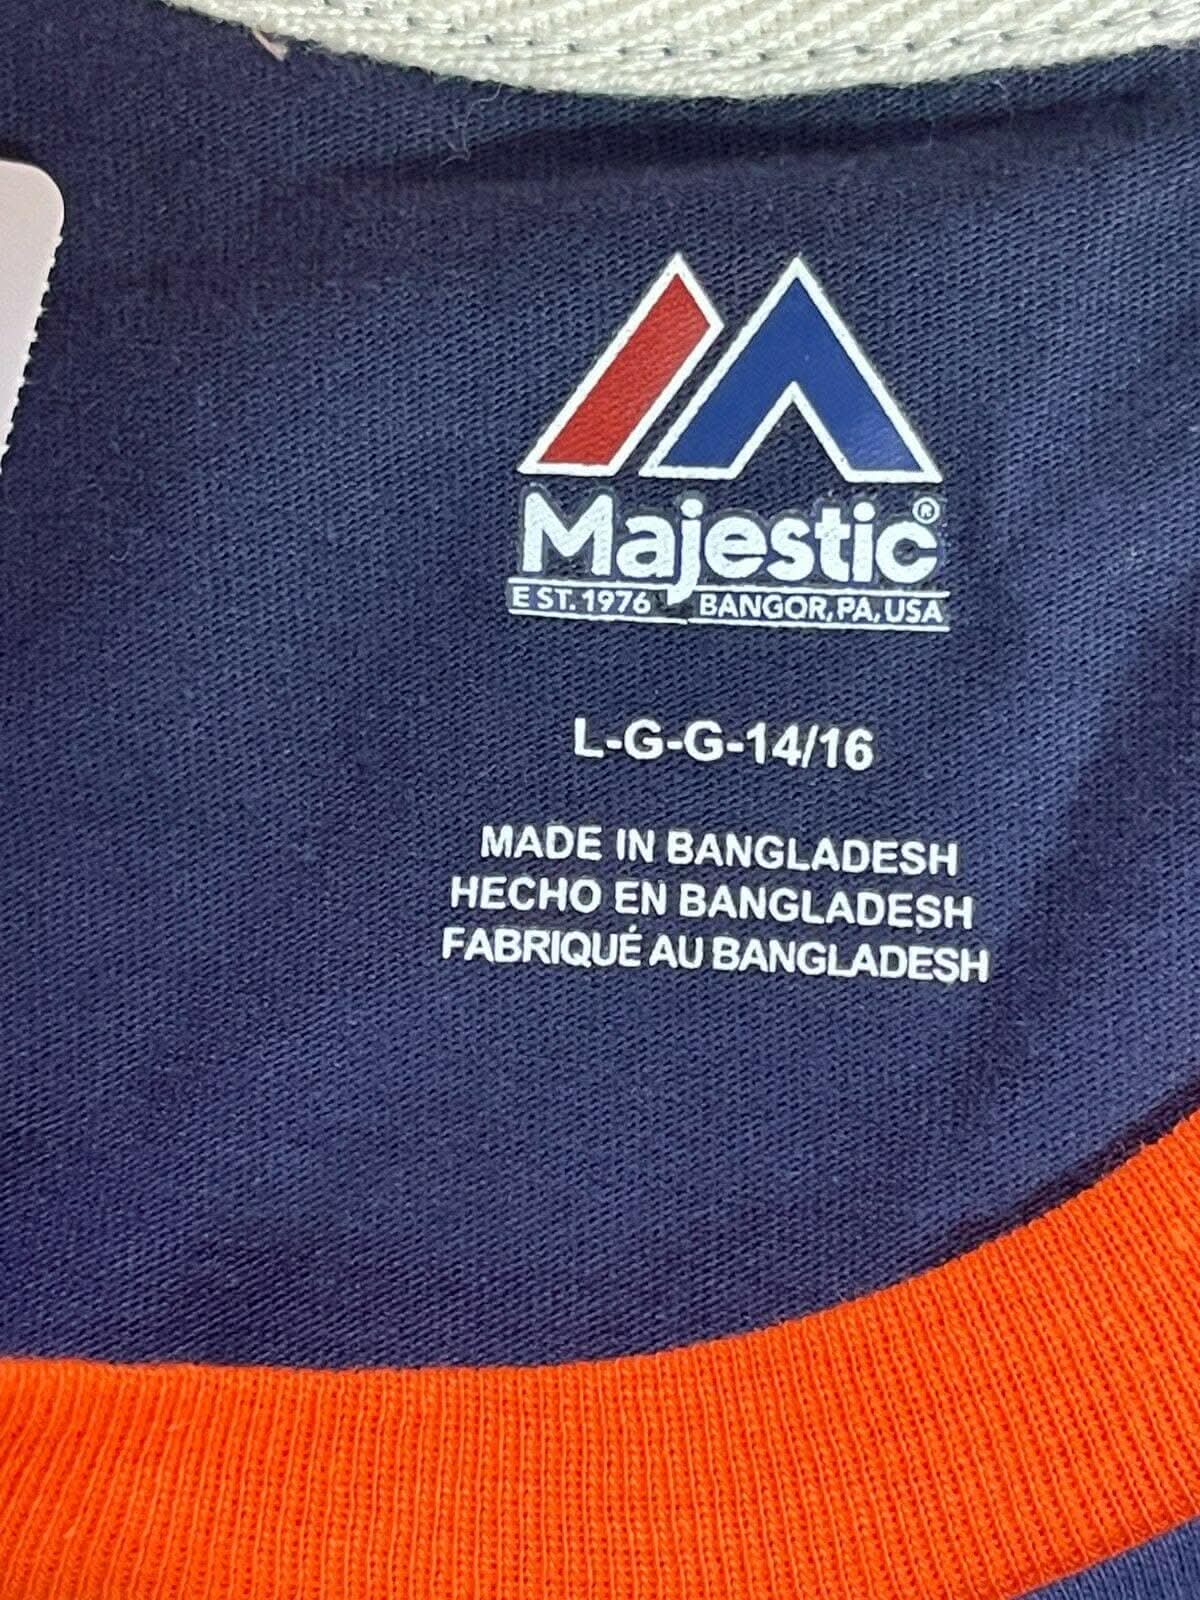 Majestic®
EST. 1976 BANGOR, PA, USA
L-G-G-14/16
MADE IN BANGLADESH
HECHO EN BANGLADESH
FABRIQUÉ AU BANGLADESH